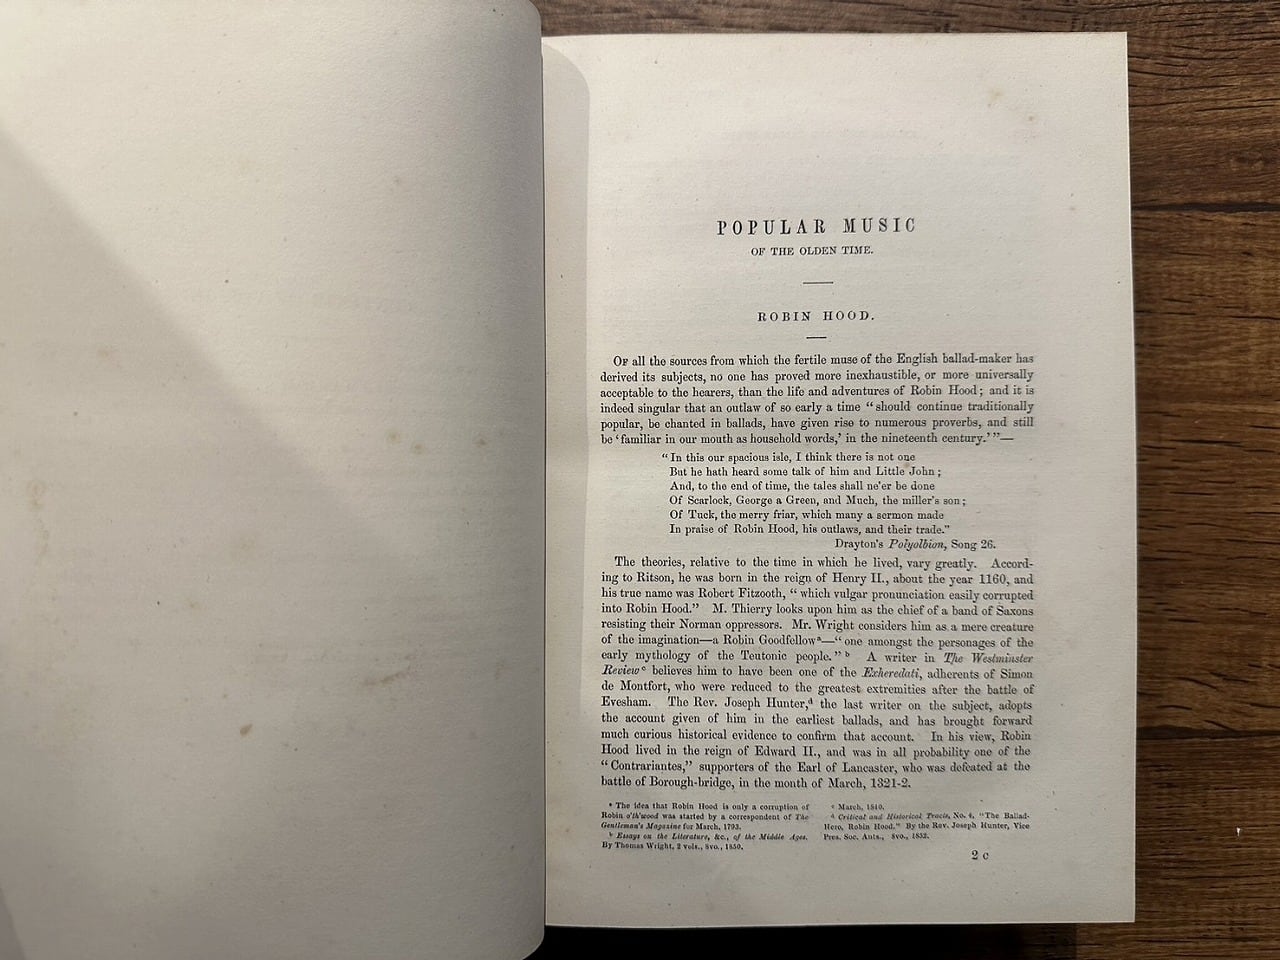 POPULAR MUSIC
OF THE OLDEN TIME.
ROBIN HOOD.
OF all the sources from which the fertile muse of the English ballad-maker has
derived its subjects, no one has proved more inexhaustible, or more universally
acceptable to the hearers, than the life and adventures of Robin Hood; and it is
indeed singular that an outlaw of so early a time "should continue traditionally
popular, be chanted in ballads, have given rise to numerous proverbs, and still
be 'familiar in our mouth as household words,' in the nineteenth century.'"—
"In this our spacious isle, I think there is not one
But he hath heard some talk of him and Little John;
And, to the end of time, the tales shall ne'er be done
Of Scarlock, George a Green, and Much, the miller's son;
Of Tuck, the merry friar, which many a sermon made
In praise of Robin Hood, his outlaws, and their trade."
Drayton's Polyolbion, Song 26.
The theories, relative to the time in which he lived, vary greatly. Accord-
ing to Ritson, he was born in the reign of Henry II., about the year 1160, and
his true name was Robert Fitzooth, "which vulgar pronunciation easily corrupted
into Robin Hood." M. Thierry looks upon him as the chief of a band of Saxons
resisting their Norman oppressors. Mr. Wright considers him as a mere creature
of the imagination—a Robin Goodfellow ª—"one amongst the personages of the
early mythology of the Teutonic people." ᵇ A writer in The Westminster
Review ᶜ believes him to have been one of the Exheredati, adherents of Simon
de Montfort, who were reduced to the greatest extremities after the battle of
Evesham. The Rev. Joseph Hunter,ᵈ the last writer on the subject, adopts
the account given of him in the earliest ballads, and has brought forward
much curious historical evidence to confirm that account. In his view, Robin
Hood lived in the reign of Edward II., and was in all probability one of the
"Contrariantes," supporters of the Earl of Lancaster, who was defeated at the
battle of Borough-bridge, in the month of March, 1321-2.
ª The idea that Robin Hood is only a corruption of
Robin o'th'wood was started by a correspondent of The
Gentleman's Magazine for March, 1793.
ᵇ Essays on the Literature, &c., of the Middle Ages.
By Thomas Wright, 2 vols., 8vo., 1850.
ᶜ March, 1840.
ᵈ Critical and Historical Tracts, No. 4, "The Ballad-
Hero, Robin Hood." By the Rev. Joseph Hunter, Vice
Pres. Soc. Ants., 8vo., 1852.
2 C